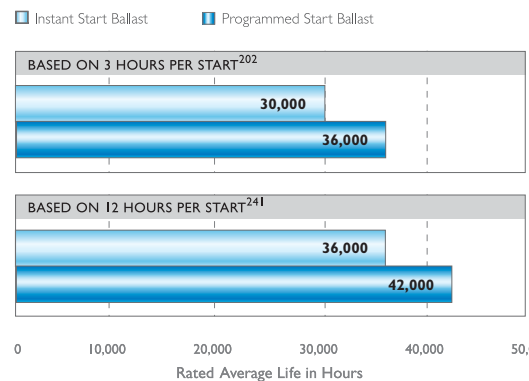 Instant Start Ballast Programmed Start Ballast
BASED ON 3 HOURS PER START202
30,000
36,000
BASED ON 12 HOURS PER START241
36,000
42,000
0 10,000 20,000 30,000 40,000 50,
Rated Average Life in Hours